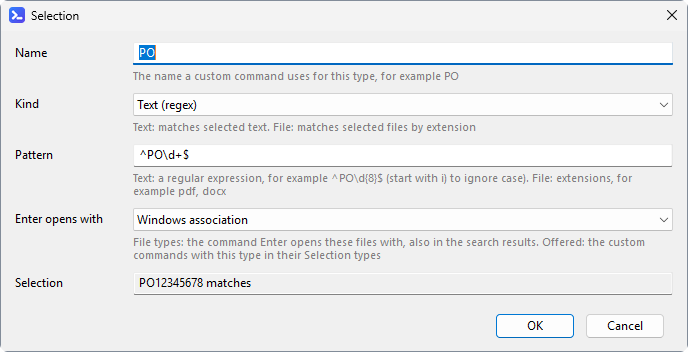 Selection
Name
PO
The name a custom command uses for this type, for example PO
Kind
Text (regex)
Text: matches selected text. File: matches selected files by extension
Pattern
^PO\d+$
Text: a regular expression, for example ^PO\d{8}$ (start with i) to ignore case). File: extensions, for
example pdf, docx
Enter opens with
Windows association
File types: the command Enter opens these files with, also in the search results. Offered: the custom
commands with this type in their Selection types
Selection
PO12345678 matches
OK
Cancel